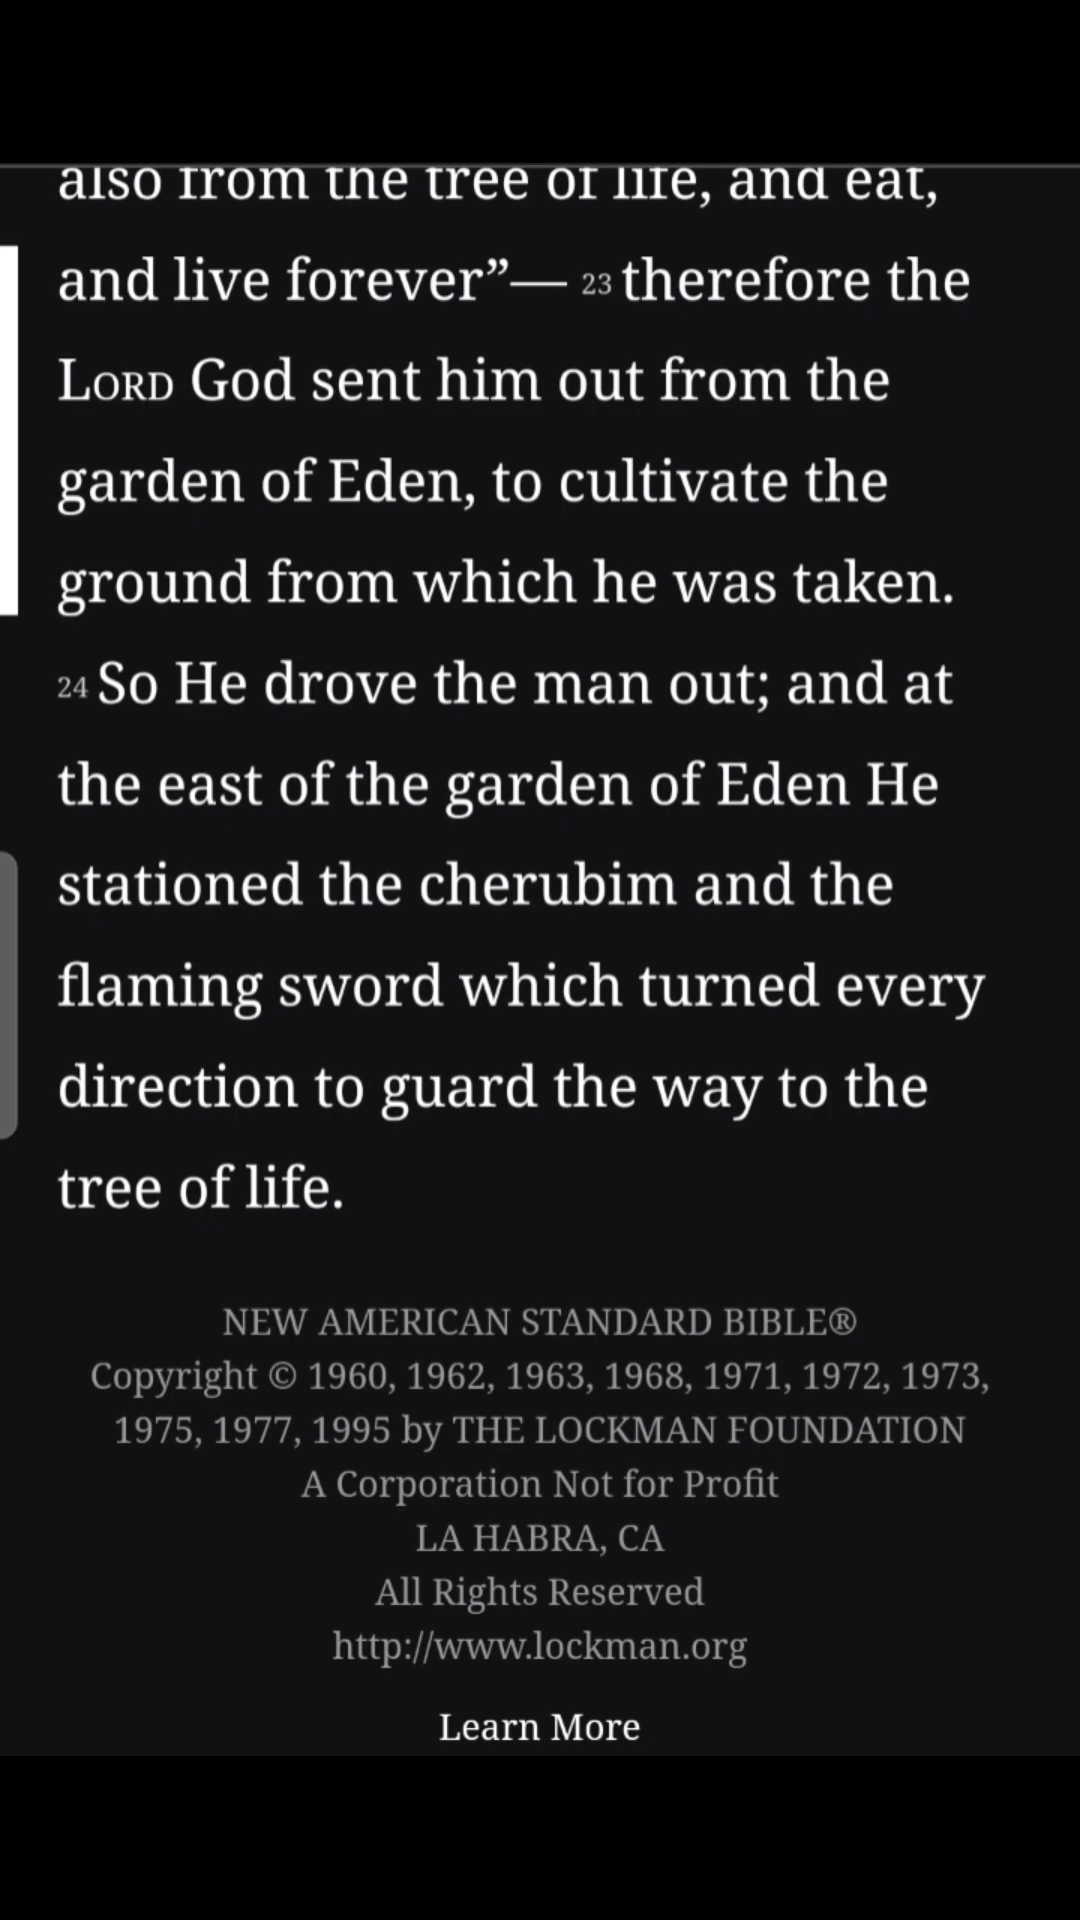 also from the tree of life, and eat,
and live forever”— 23 therefore the
LORD God sent him out from the
garden of Eden, to cultivate the
ground from which he was taken.
24 So He drove the man out; and at
the east of the garden of Eden He
stationed the cherubim and the
flaming sword which turned every
direction to guard the way to the
tree of life.
NEW AMERICAN STANDARD BIBLE®
Copyright © 1960, 1962, 1963, 1968, 1971, 1972, 1973,
1975, 1977, 1995 by THE LOCKMAN FOUNDATION
A Corporation Not for Profit
LA HABRA, CA
All Rights Reserved
http://www.lockman.org
Learn More